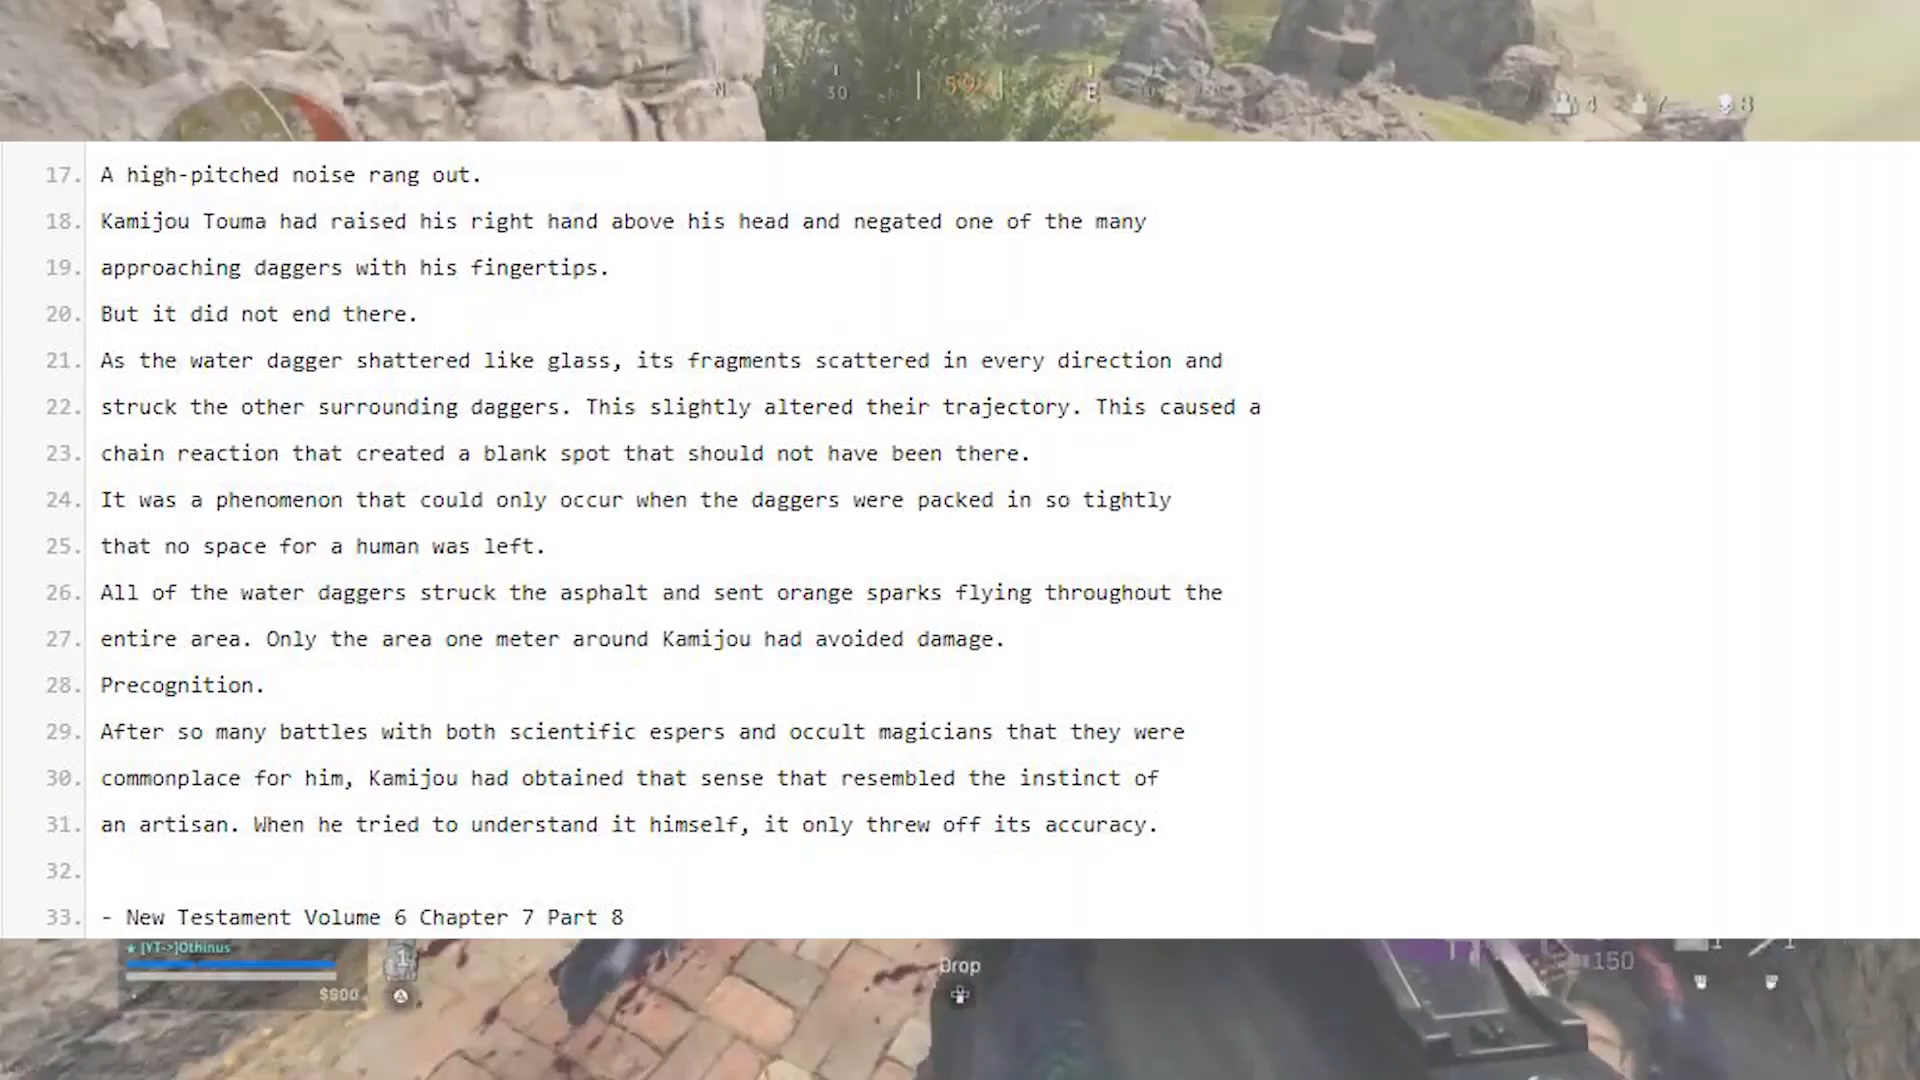 N 30 592 E
4 7 8
17. A high-pitched noise rang out.
18. Kamijou Touma had raised his right hand above his head and negated one of the many
19. approaching daggers with his fingertips.
20. But it did not end there.
21. As the water dagger shattered like glass, its fragments scattered in every direction and
22. struck the other surrounding daggers. This slightly altered their trajectory. This caused a
23. chain reaction that created a blank spot that should not have been there.
24. It was a phenomenon that could only occur when the daggers were packed in so tightly
25. that no space for a human was left.
26. All of the water daggers struck the asphalt and sent orange sparks flying throughout the
27. entire area. Only the area one meter around Kamijou had avoided damage.
28. Precognition.
29. After so many battles with both scientific espers and occult magicians that they were
30. commonplace for him, Kamijou had obtained that sense that resembled the instinct of
31. an artisan. When he tried to understand it himself, it only threw off its accuracy.
32.
33. - New Testament Volume 6 Chapter 7 Part 8
[YT->]Othinus
1
Drop
150
$900